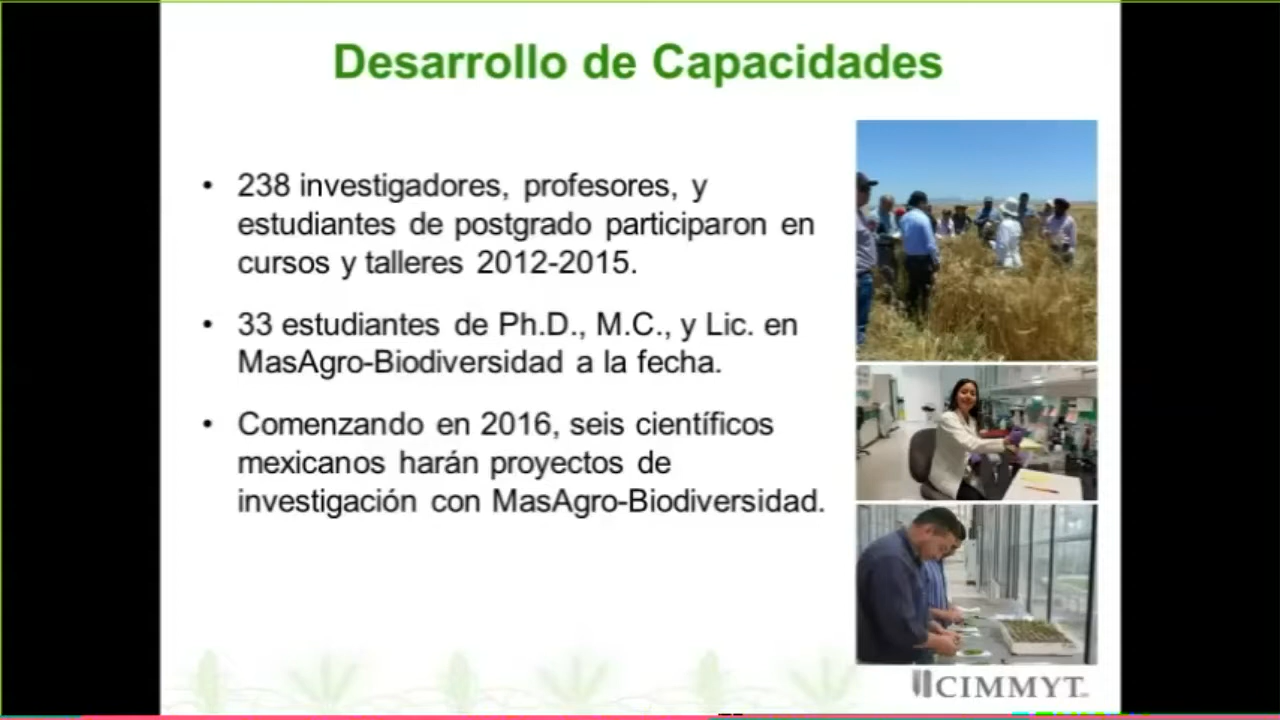 Desarrollo de Capacidades
• 238 investigadores, profesores, y
estudiantes de postgrado participaron en
cursos y talleres 2012-2015.
• 33 estudiantes de Ph.D., M.C., y Lic. en
MasAgro-Biodiversidad a la fecha.
• Comenzando en 2016, seis científicos
mexicanos harán proyectos de
investigación con MasAgro-Biodiversidad.
CIMMYT